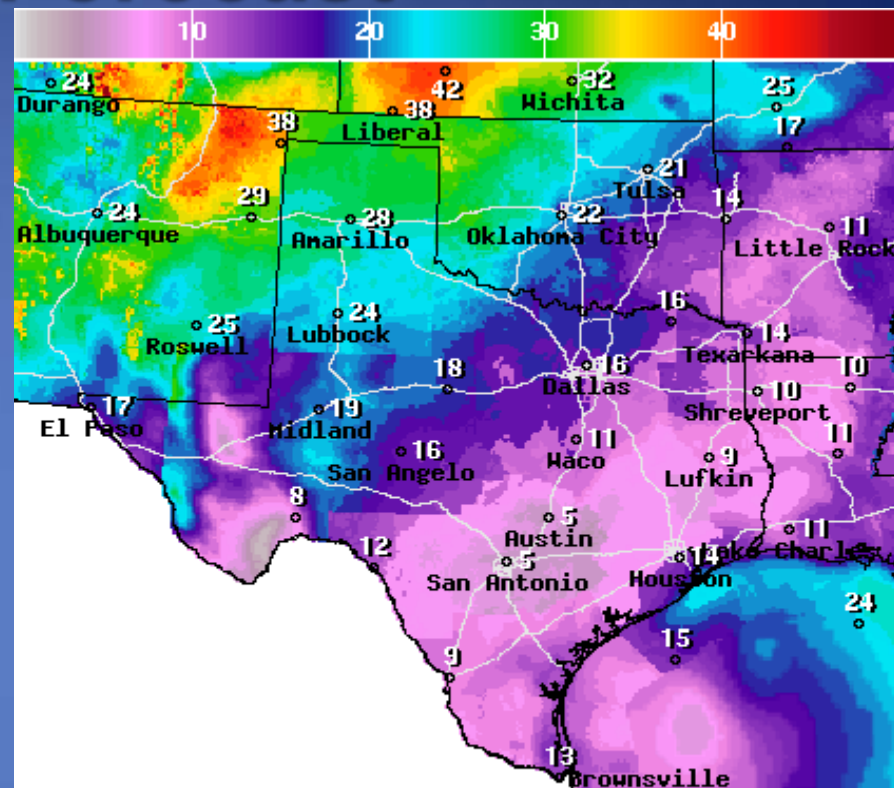 10 20 30 40
24 42 32 25
Durango Wichita
38 38
Liberal
17
21
Tulsa
24 29 28 22 14 11
Albuquerque Amarillo Oklahoma City Little Rock
25 24 16 14
Roswell Lubbock Texarkana
16
Dallas
17 19 18 10 10
El Paso Midland Shreveport
16 11 9 11
San Angelo Waco Lufkin
8 5 11
Austin
12 5 14 Lake Charles
San Antonio Houston
24
9 15
13
Brownsville